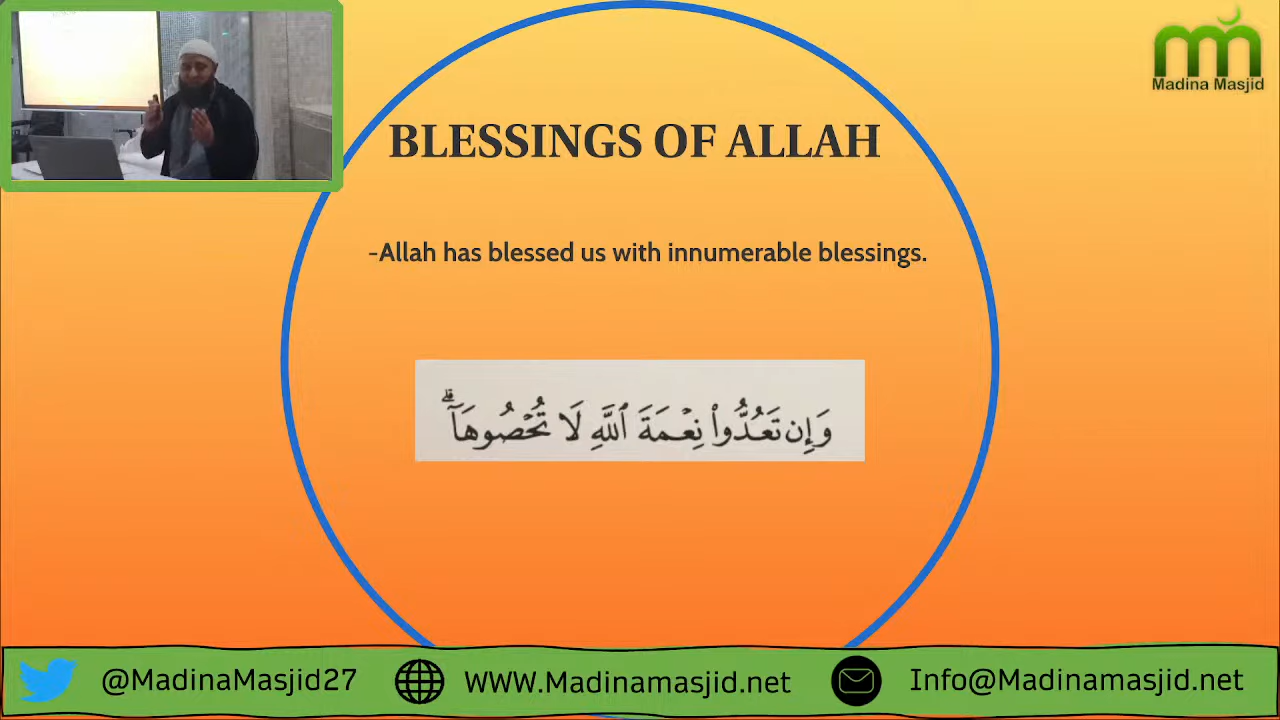 Madina Masjid
BLESSINGS OF ALLAH
-Allah has blessed us with innumerable blessings.
وَإِن تَعُدُّوا۟ نِعْمَةَ ٱللَّهِ لَا تُحْصُوهَآ ۗ
@MadinaMasjid27
WWW.Madinamasjid.net
Info@Madinamasjid.net